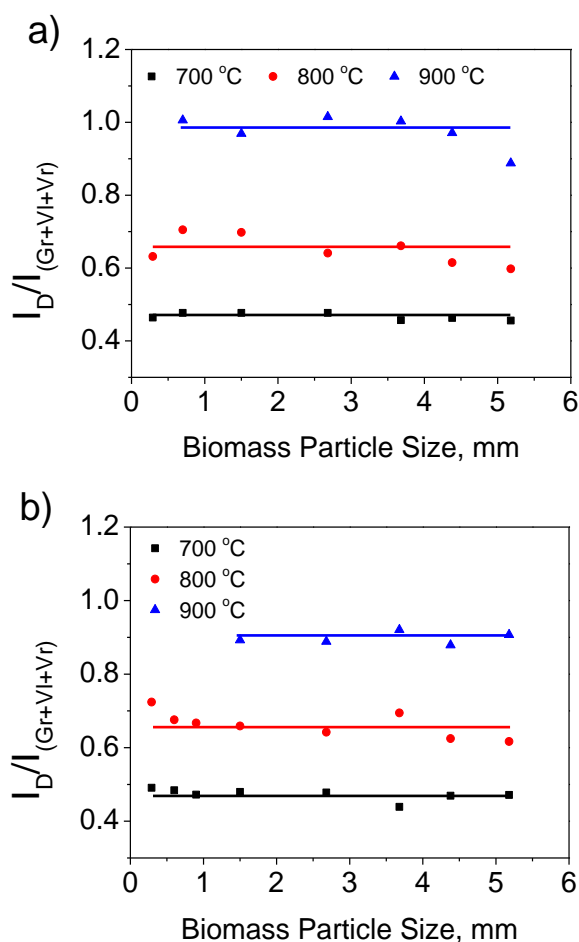 a)
1.2
700 °C 800 °C 900 °C
1.0
0.8
0.6
0.4
I_D/I_(Gr+Vl+Vr)
0 1 2 3 4 5 6
Biomass Particle Size, mm
b)
1.2
700 °C
800 °C
900 °C
1.0
0.8
0.6
0.4
I_D/I_(Gr+Vl+Vr)
0 1 2 3 4 5 6
Biomass Particle Size, mm